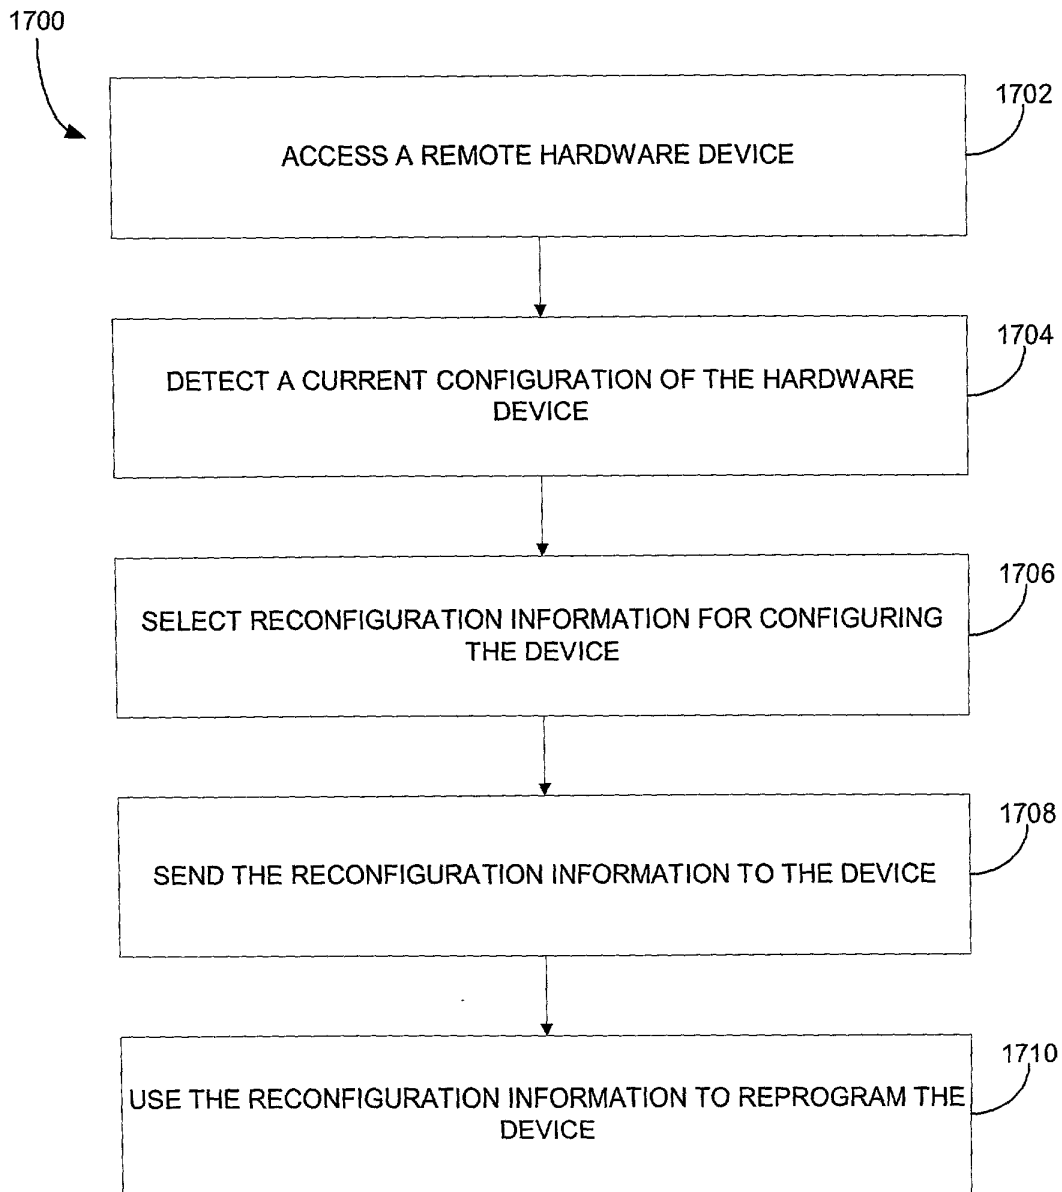 1700
1702
ACCESS A REMOTE HARDWARE DEVICE
1704
DETECT A CURRENT CONFIGURATION OF THE HARDWARE
DEVICE
1706
SELECT RECONFIGURATION INFORMATION FOR CONFIGURING
THE DEVICE
1708
SEND THE RECONFIGURATION INFORMATION TO THE DEVICE
1710
USE THE RECONFIGURATION INFORMATION TO REPROGRAM THE
DEVICE